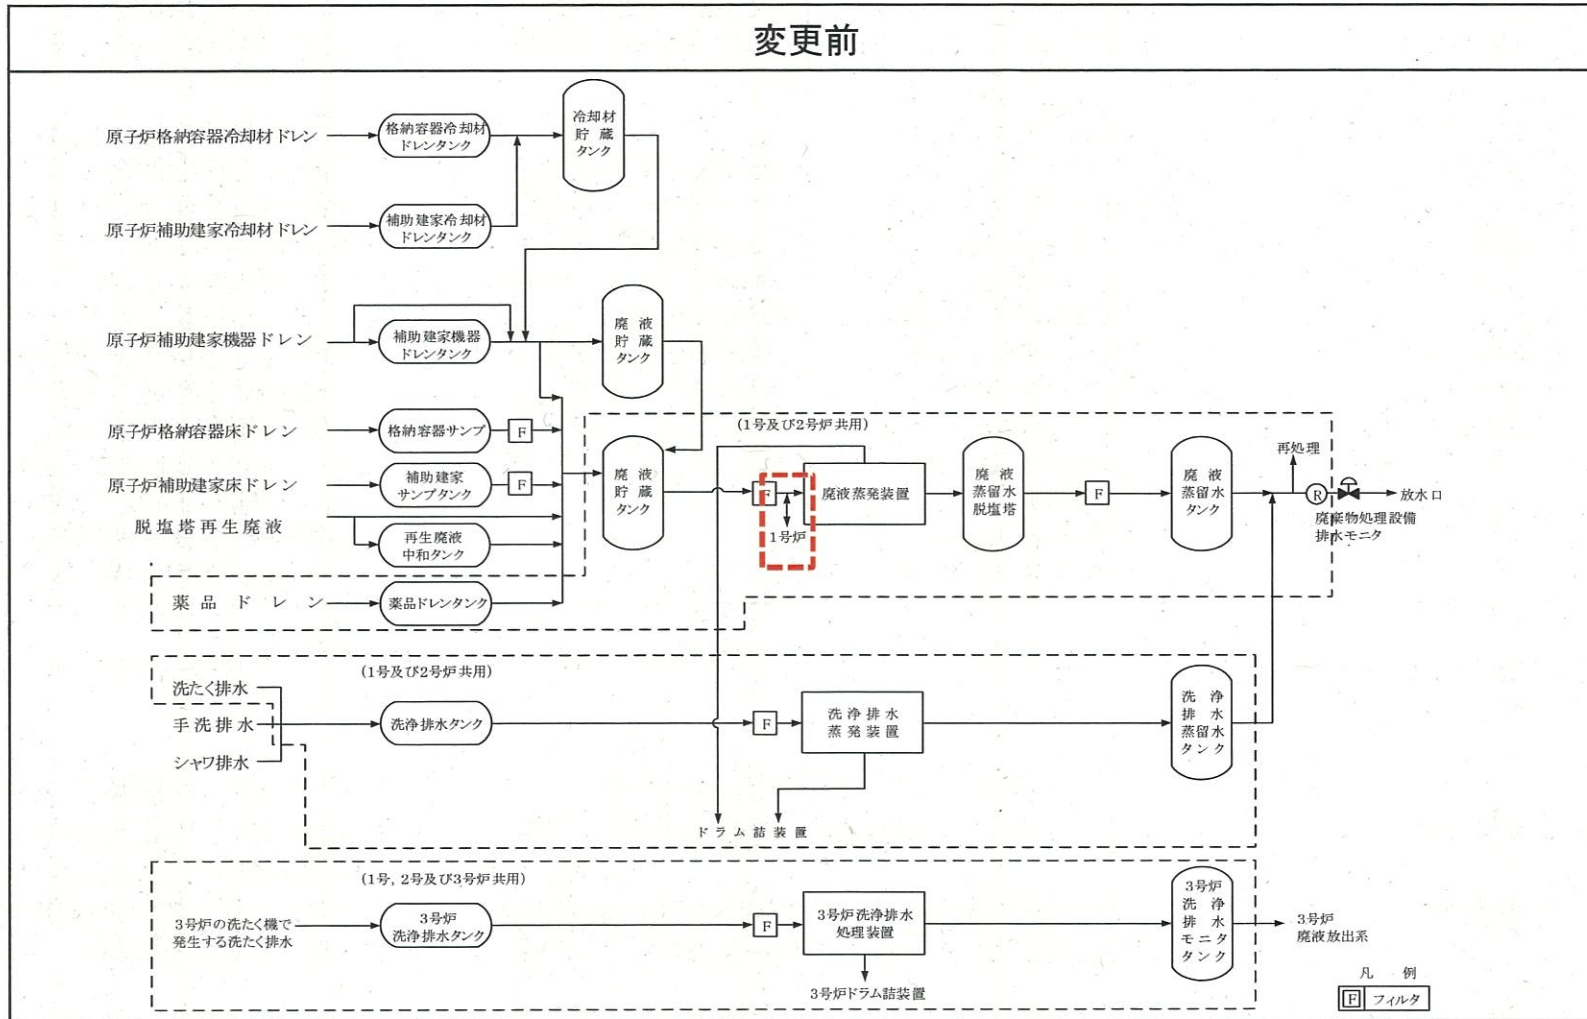 変更前
原子炉格納容器冷却材ドレン
格納容器冷却材
ドレンタンク
冷却材
貯蔵
タンク
原子炉補助建家冷却材ドレン
補助建家冷却材
ドレンタンク
原子炉補助建家機器ドレン
補助建家機器
ドレンタンク
廃液
貯蔵
タンク
原子炉格納容器床ドレン
格納容器サンプ
F
原子炉補助建家床ドレン
補助建家
サンプタンク
F
脱塩塔再生廃液
再生廃液
中和タンク
薬品ドレン
薬品ドレンタンク
廃液
貯蔵
タンク
(1号及び2号炉共用)
F
1号炉
廃液蒸発装置
廃液
蒸留水
脱塩塔
F
廃液
蒸留水
タンク
再処理
R
放水口
廃棄物処理設備
排水モニタ
(1号及び2号炉共用)
洗たく排水
手洗排水
シャワ排水
洗浄排水タンク
F
洗浄排水
蒸発装置
洗浄
排水
蒸留水
タンク
ドラム詰装置
(1号, 2号及び3号炉共用)
3号炉の洗たく機で
発生する洗たく排水
3号炉
洗浄排水タンク
F
3号炉洗浄排水
処理装置
3号炉
洗浄
排水
モニタ
タンク
3号炉
廃液放出系
3号炉ドラム詰装置
凡例
F フィルタ